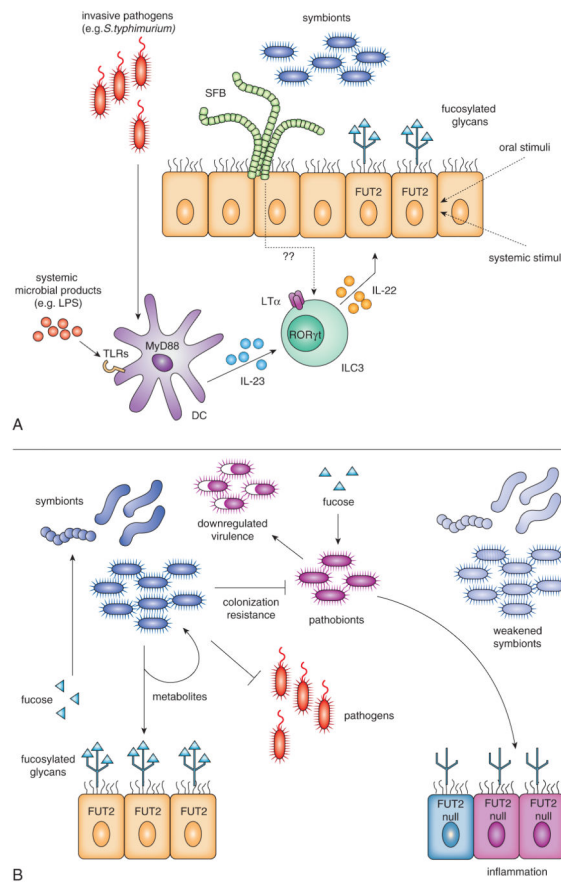 invasive pathogens
(e.g.S.typhimurium)
symbionts
SFB
fucosylated
glycans
oral stimuli
FUT2
FUT2
systemic stimuli
??
systemic
microbial products
(e.g. LPS)
LTα
IL-22
MyD88
RORγt
TLRs
IL-23
ILC3
DC
A
symbionts
fucose
downregulated
virulence
colonization
resistance
pathobionts
weakened
symbionts
fucose
metabolites
pathogens
fucosylated
glycans
FUT2
FUT2
FUT2
FUT2
null
FUT2
null
FUT2
null
inflammation
B